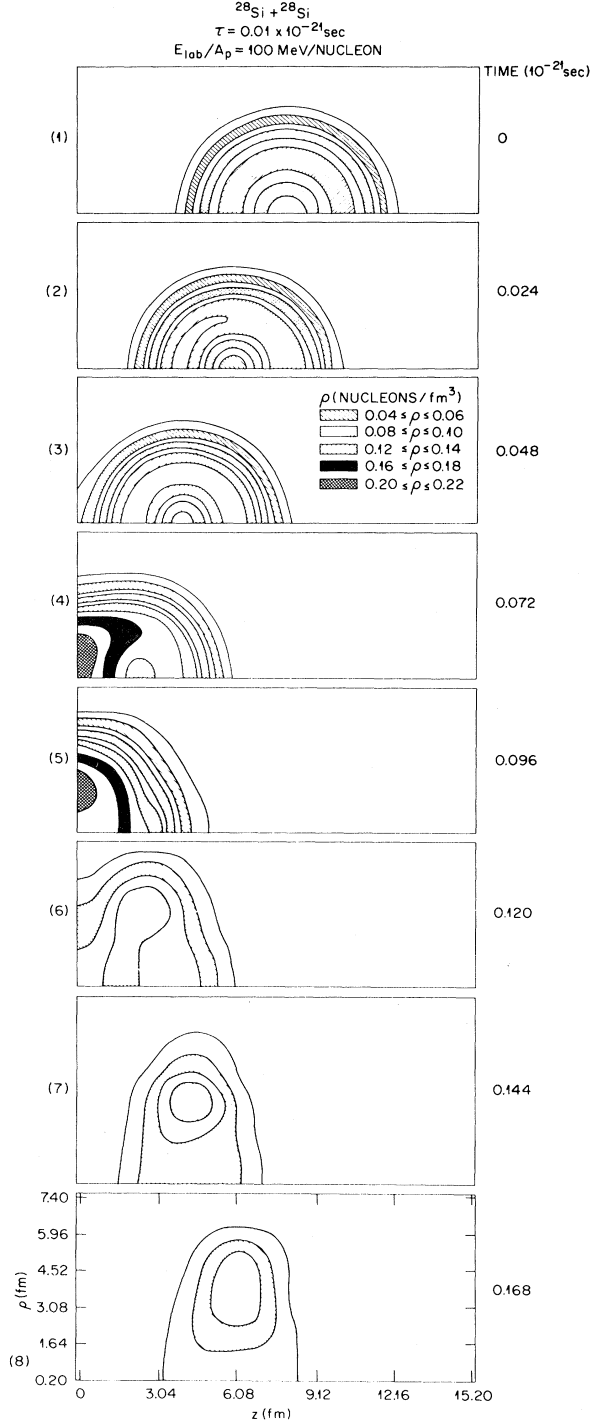 ²⁸Si + ²⁸Si
τ = 0.01 x 10⁻²¹ sec
E_lab/A_p = 100 MeV/NUCLEON
TIME (10⁻²¹ sec)
(1) 0
(2) 0.024
ρ(NUCLEONS/fm³)
0.04 ≤ ρ ≤ 0.06
0.08 ≤ ρ ≤ 0.10
0.12 ≤ ρ ≤ 0.14
0.16 ≤ ρ ≤ 0.18
0.20 ≤ ρ ≤ 0.22
(3) 0.048
(4) 0.072
(5) 0.096
(6) 0.120
(7) 0.144
7.40
5.96
4.52
3.08
1.64
0.20
ρ (fm)
(8) 0.168
0 3.04 6.08 9.12 12.16 15.20
z (fm)